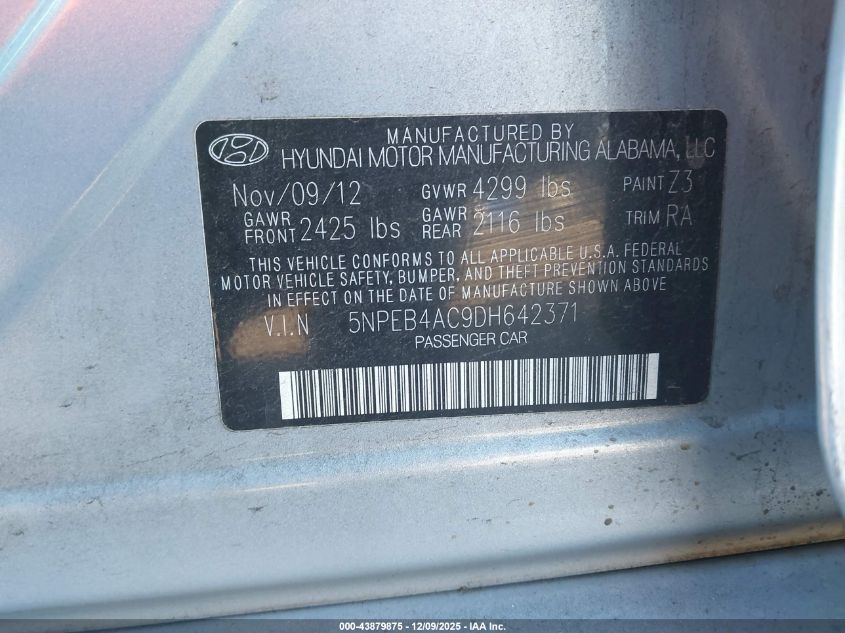 MANUFACTURED BY
HYUNDAI MOTOR MANUFACTURING ALABAMA, LLC
Nov/09/12 GVWR 4299 lbs PAINT Z3
GAWR FRONT 2425 lbs GAWR REAR 2116 lbs TRIM RA
THIS VEHICLE CONFORMS TO ALL APPLICABLE U.S.A. FEDERAL
MOTOR VEHICLE SAFETY, BUMPER, AND THEFT PREVENTION STANDARDS
IN EFFECT ON THE DATE OF MANUFACTURE SHOWN ABOVE.
V.I.N 5NPEB4AC9DH642371
PASSENGER CAR
000-43879875 - 12/09/2025 - IAA Inc.